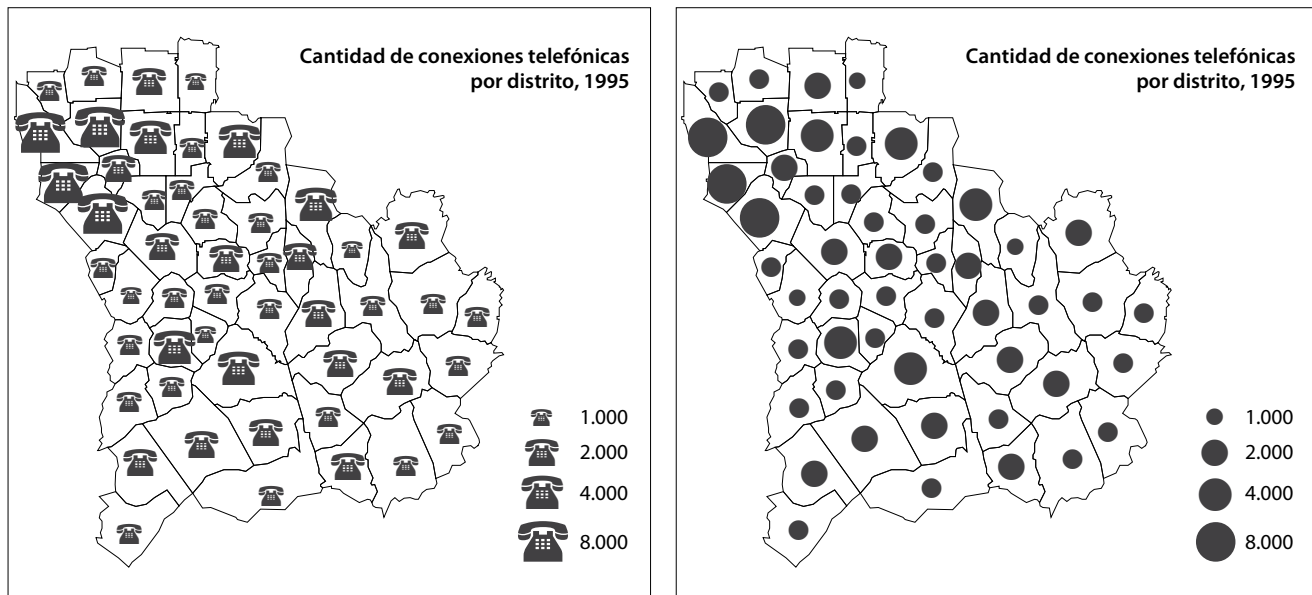 Cantidad de conexiones telefónicas
por distrito, 1995
1.000
2.000
4.000
8.000
Cantidad de conexiones telefónicas
por distrito, 1995
1.000
2.000
4.000
8.000